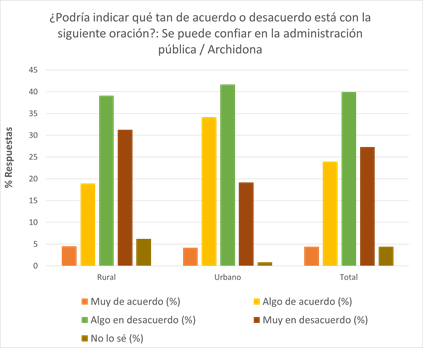 ¿Podría indicar qué tan de acuerdo o desacuerdo está con la
siguiente oración?: Se puede confiar en la administración
pública / Archidona
45
40
35
30
25
20
15
10
5
0
% Respuestas
Rural Urbano Total
Muy de acuerdo (%) Algo de acuerdo (%)
Algo en desacuerdo (%) Muy en desacuerdo (%)
No lo sé (%)